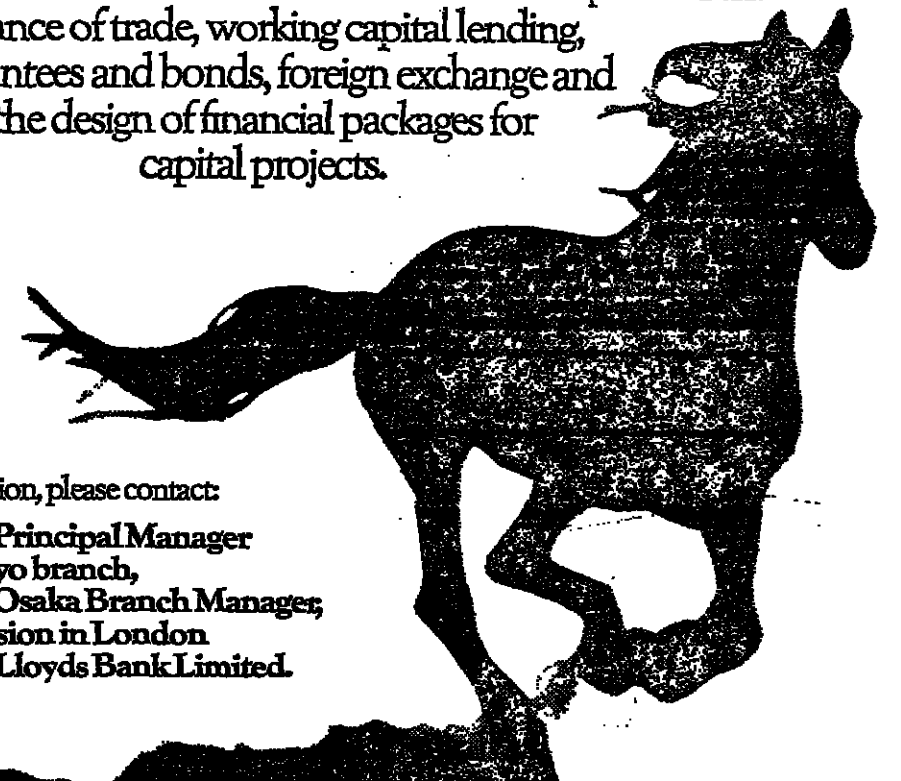 ance of trade, working capital lending,
ntees and bonds, foreign exchange and
the design of financial packages for
capital projects.
ion, please contact:
Principal Manager
yo branch,
Osaka Branch Manager,
sion in London
Lloyds Bank Limited.